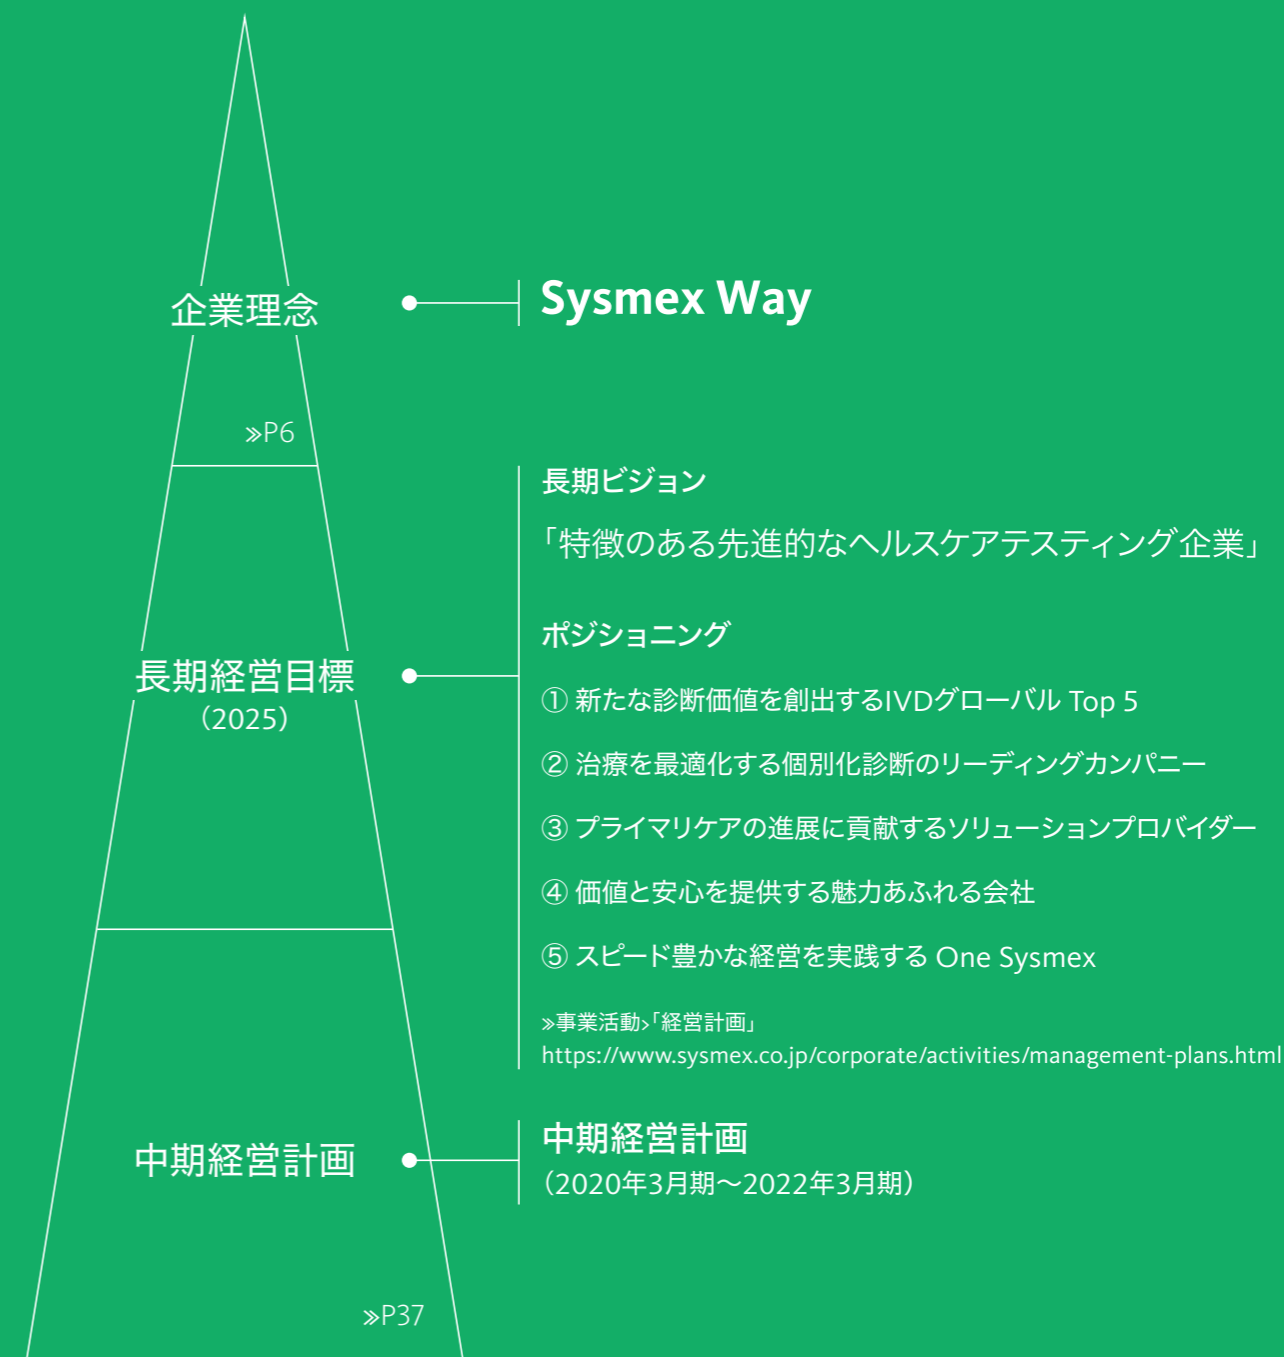 企業理念
Sysmex Way
≫P6
長期経営目標
（2025）
長期ビジョン
「特徴のある先進的なヘルスケアテスティング企業」
ポジショニング
① 新たな診断価値を創出するIVDグローバル Top 5
② 治療を最適化する個別化診断のリーディングカンパニー
③ プライマリケアの進展に貢献するソリューションプロバイダー
④ 価値と安心を提供する魅力あふれる会社
⑤ スピード豊かな経営を実践する One Sysmex
≫事業活動>「経営計画」
https://www.sysmex.co.jp/corporate/activities/management-plans.html
中期経営計画
中期経営計画
（2020年3月期～2022年3月期）
≫P37